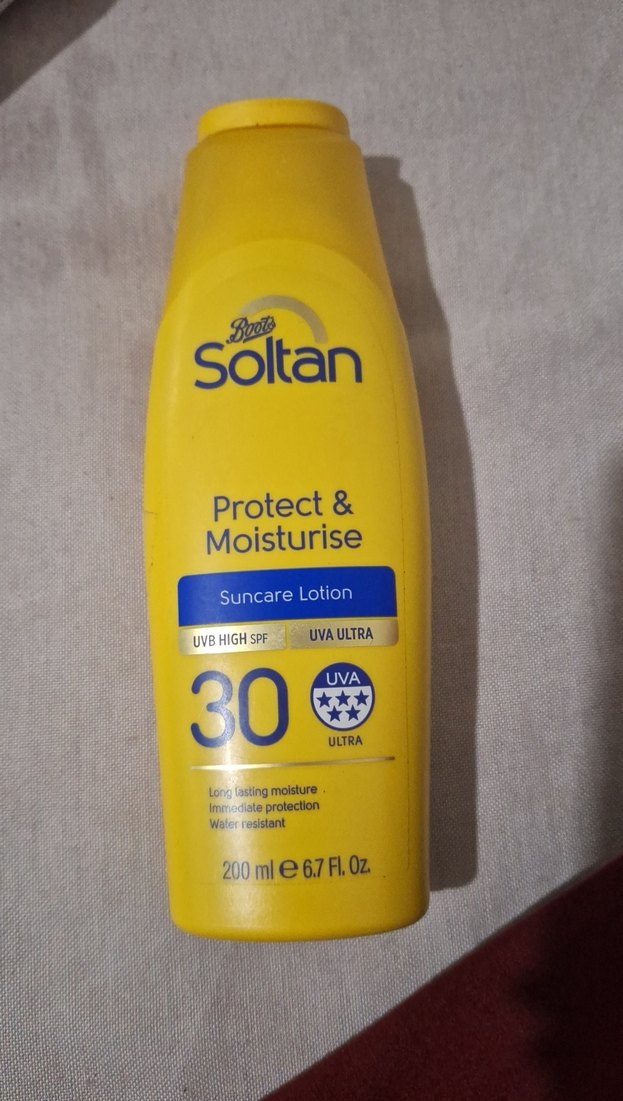 Boots
Soltan
Protect &
Moisturise
Suncare Lotion
UVB HIGH SPF UVA ULTRA
30
UVA
ULTRA
Long lasting moisture
Immediate protection
Water resistant
200 ml e 6.7 Fl. Oz.